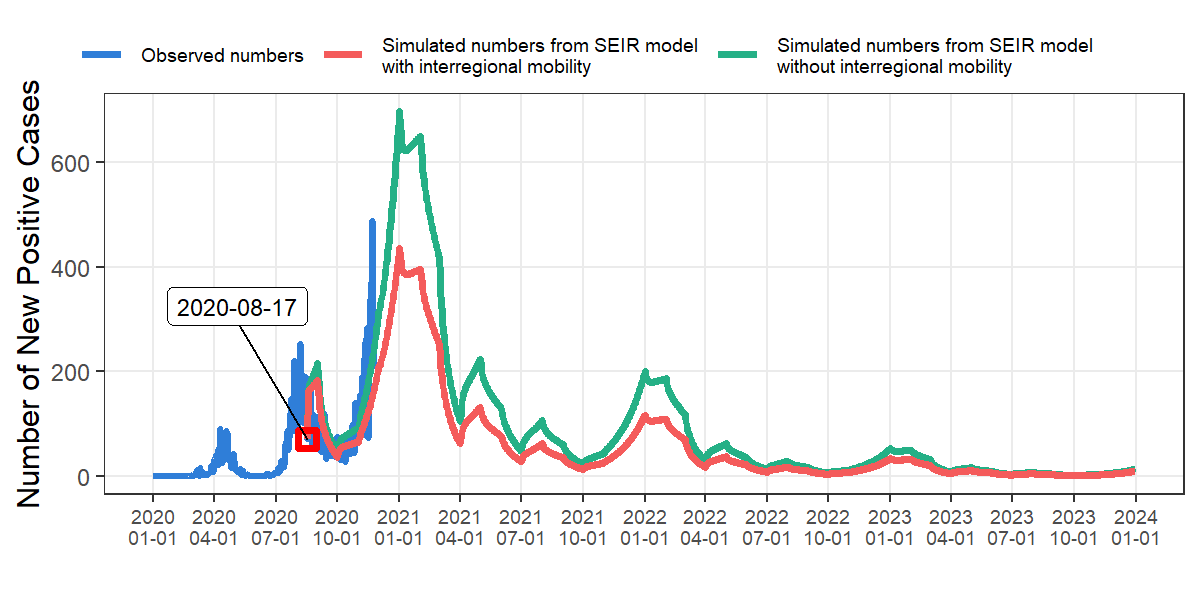 Observed numbers
Simulated numbers from SEIR model
with interregional mobility
Simulated numbers from SEIR model
without interregional mobility
Number of New Positive Cases
600
400
200
0
2020-08-17
2020 2020 2020 2020 2021 2021 2021 2021 2022 2022 2022 2022 2023 2023 2023 2023 2024
01-01 04-01 07-01 10-01 01-01 04-01 07-01 10-01 01-01 04-01 07-01 10-01 01-01 04-01 07-01 10-01 01-01